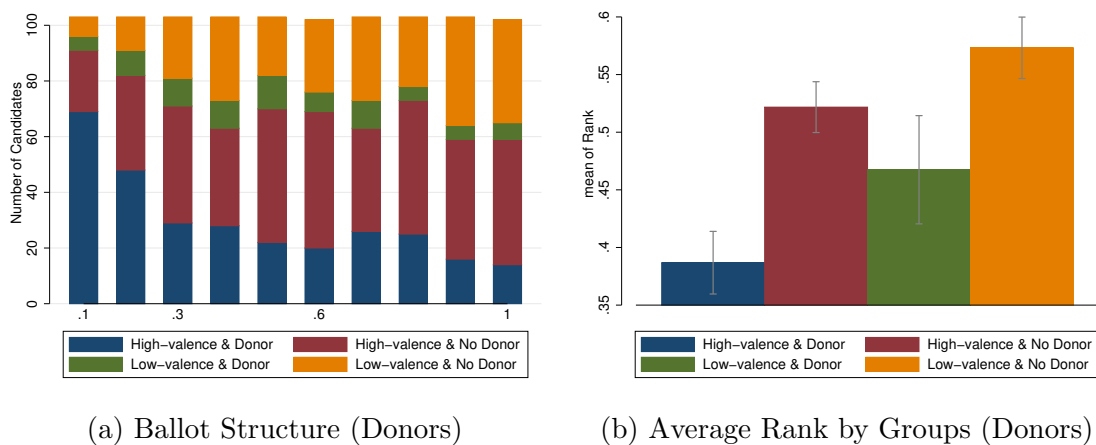 Number of Candidates
100
80
60
40
20
0
.1
.3
.6
1
High-valence & Donor
High-valence & No Donor
Low-valence & Donor
Low-valence & No Donor
(a) Ballot Structure (Donors)
mean of Rank
.6
.55
.5
.45
.4
.35
High-valence & Donor
High-valence & No Donor
Low-valence & Donor
Low-valence & No Donor
(b) Average Rank by Groups (Donors)